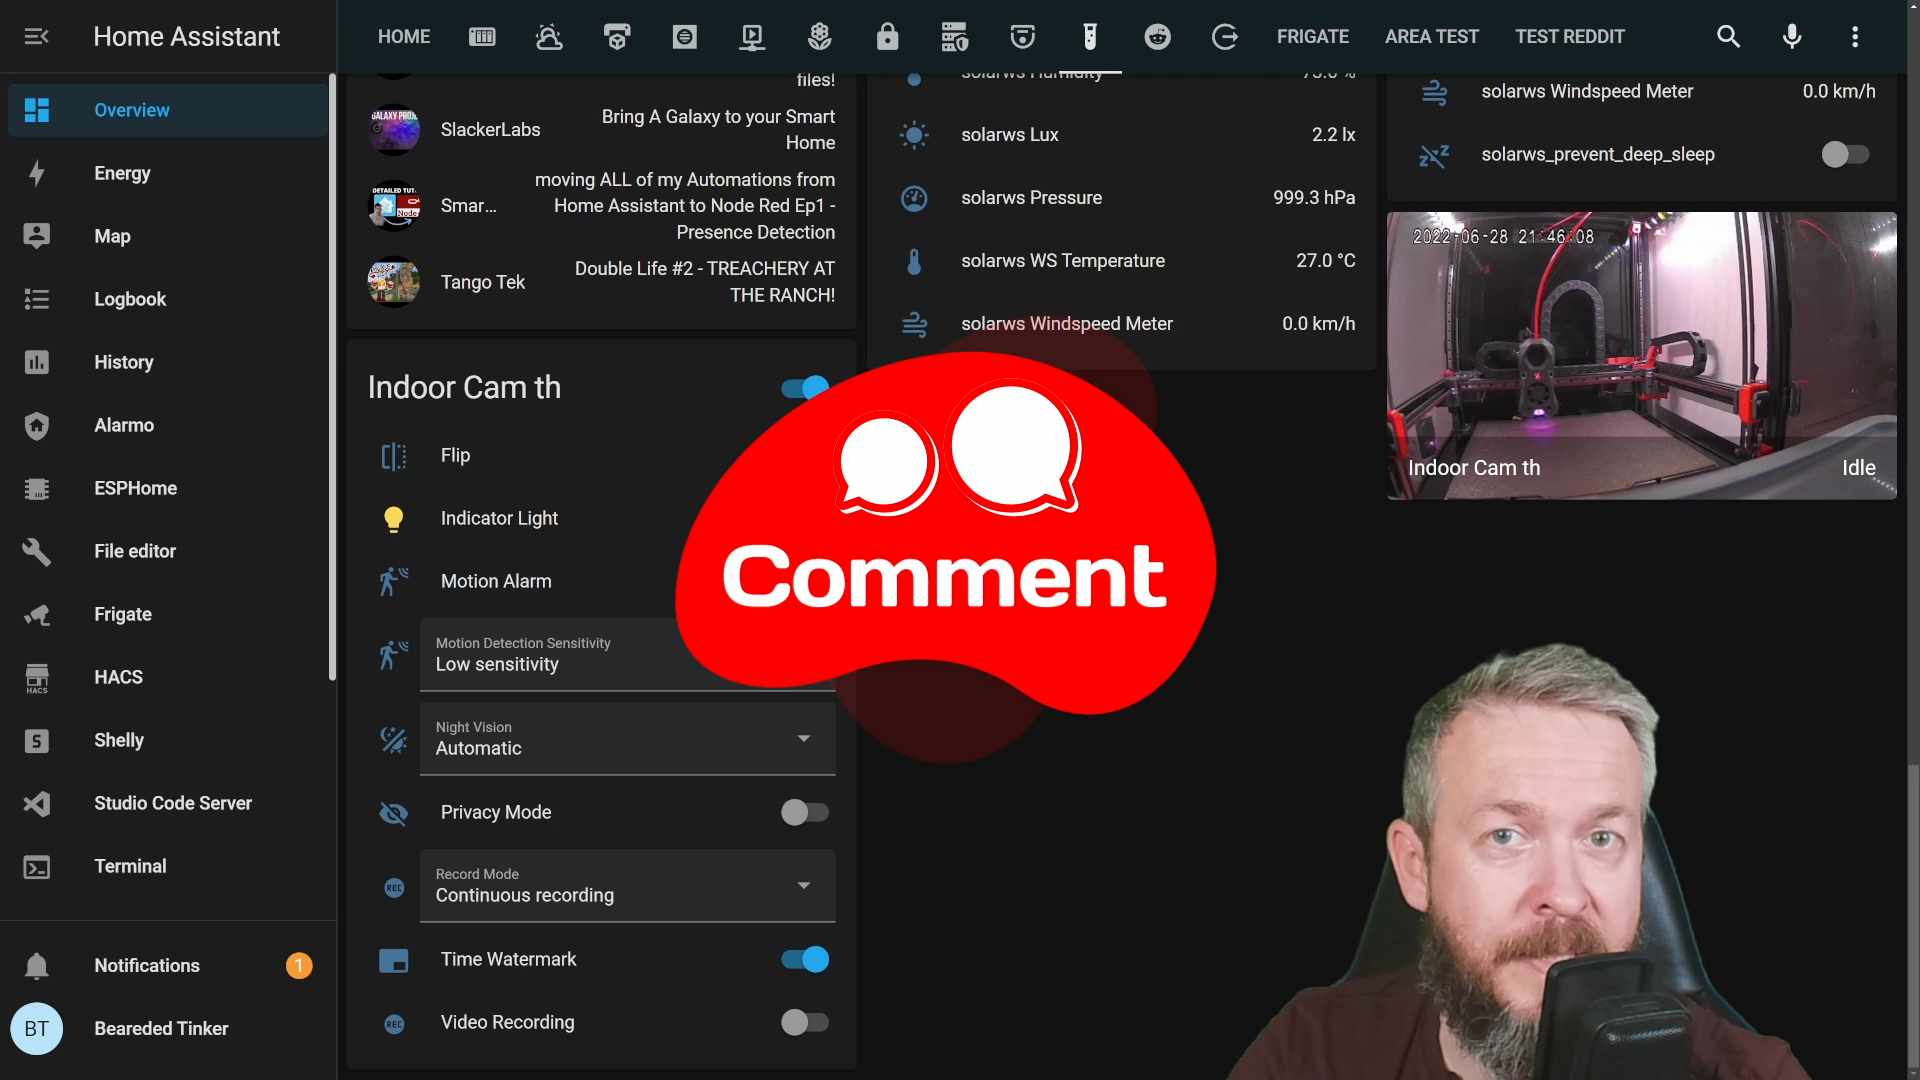 Home Assistant
HOME
FRIGATE
AREA TEST
TEST REDDIT
Overview
Energy
Map
Logbook
History
Alarmo
ESPHome
File editor
Frigate
HACS
HACS
Shelly
S
Studio Code Server
Terminal
Notifications
1
BT
Beareded Tinker
files!
SlackerLabs
Bring A Galaxy to your Smart
Home
Smar...
moving ALL of my Automations from
Home Assistant to Node Red Ep1 -
Presence Detection
Tango Tek
Double Life #2 - TREACHERY AT
THE RANCH!
Indoor Cam th
Flip
Indicator Light
Motion Alarm
Motion Detection Sensitivity
Low sensitivity
Night Vision
Automatic
Privacy Mode
Record Mode
REC
Continuous recording
Time Watermark
REC
Video Recording
solarws Humidity
solarws Lux
2.2 lx
solarws Pressure
999.3 hPa
solarws WS Temperature
27.0 °C
solarws Windspeed Meter
0.0 km/h
Comment
solarws Windspeed Meter
0.0 km/h
solarws_prevent_deep_sleep
2022-06-28 21:46:08
Indoor Cam th
Idle